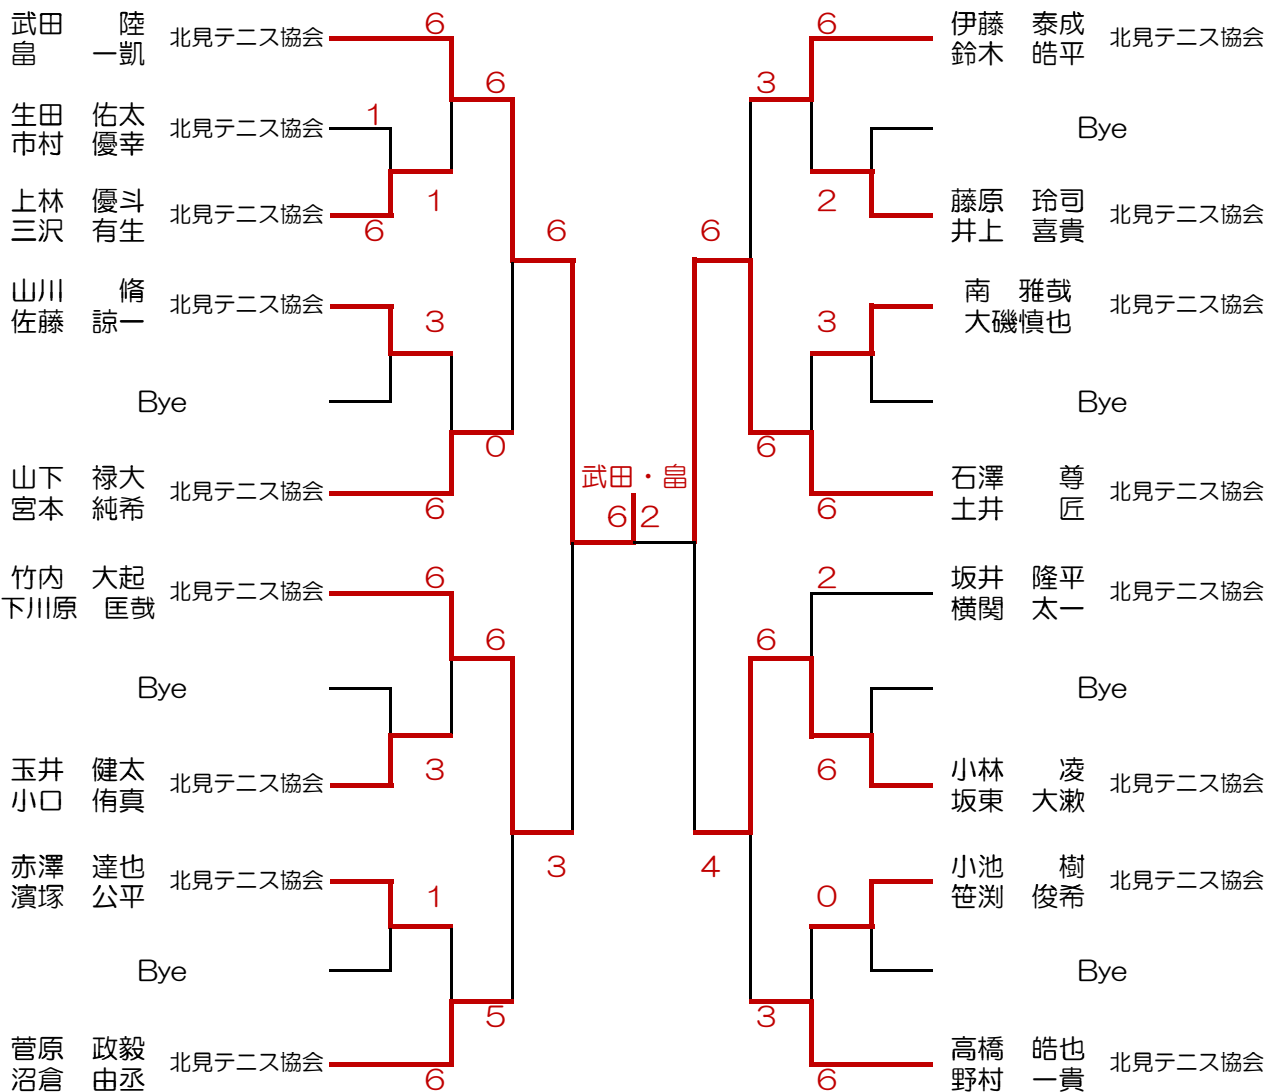 武田　　陸
畠　　一凱
北見テニス協会
6
生田　佑太
市村　優幸
北見テニス協会
1
上林　優斗
三沢　有生
北見テニス協会
6
1
6
山川　　脩
佐藤　諒一
北見テニス協会
3
Bye
山下　禄大
宮本　純希
北見テニス協会
6
0
6
竹内　大起
下川原　匡哉
北見テニス協会
6
Bye
玉井　健太
小口　侑真
北見テニス協会
3
6
赤澤　達也
濱塚　公平
北見テニス協会
1
Bye
菅原　政毅
沼倉　由丞
北見テニス協会
6
5
3
武田・畠
6 2
伊藤　泰成
鈴木　皓平
北見テニス協会
6
Bye
藤原　玲司
井上　喜貴
北見テニス協会
2
3
南　雅哉
大磯慎也
北見テニス協会
3
Bye
石澤　　尊
土井　　匠
北見テニス協会
6
6
6
坂井　隆平
横関　太一
北見テニス協会
2
Bye
小林　　凌
坂東　大漱
北見テニス協会
6
6
小池　　樹
笹渕　俊希
北見テニス協会
0
Bye
高橋　皓也
野村　一貴
北見テニス協会
6
3
4